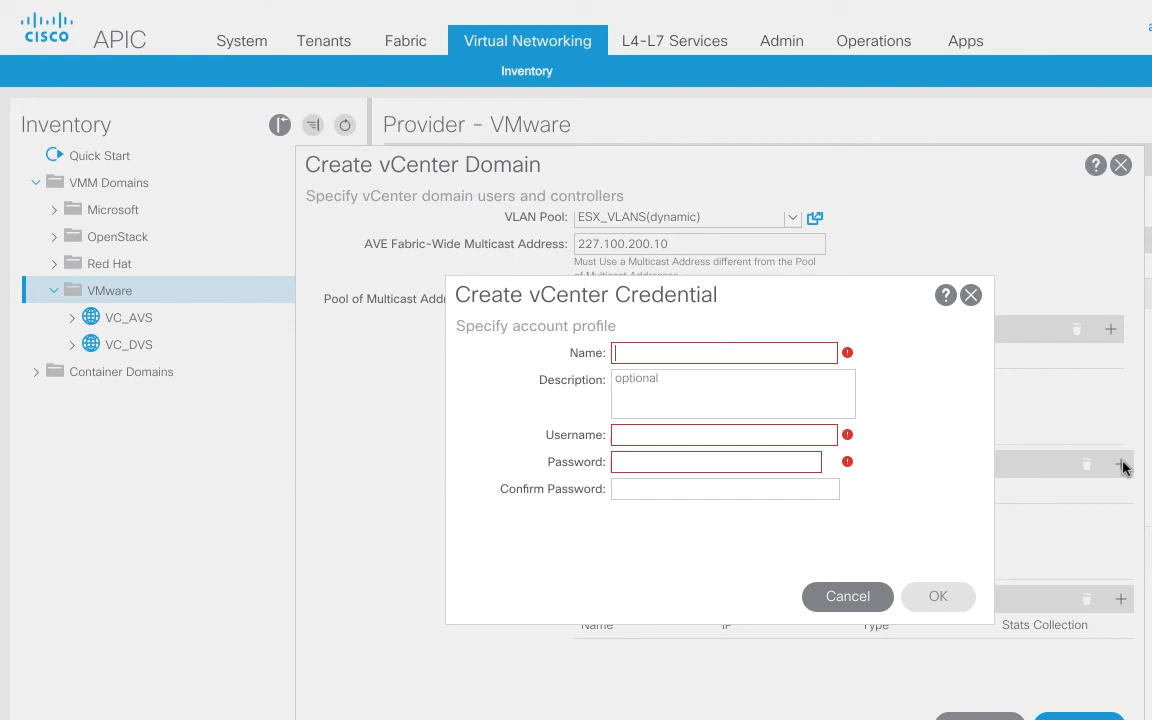 cisco APIC System Tenants Fabric Virtual Networking L4-L7 Services Admin Operations Apps
Inventory
Inventory
Provider - VMware
Quick Start
VMM Domains
Microsoft
OpenStack
Red Hat
VMware
VC_AVS
VC_DVS
Container Domains
Create vCenter Domain
Specify vCenter domain users and controllers
VLAN Pool: ESX_VLANS(dynamic)
AVE Fabric-Wide Multicast Address: 227.100.200.10
Must Use a Multicast Address different from the Pool
Pool of Multicast Addr
Create vCenter Credential
Specify account profile
Name:
Description: optional
Username:
Password:
Confirm Password:
Cancel OK
Name IP Type Stats Collection